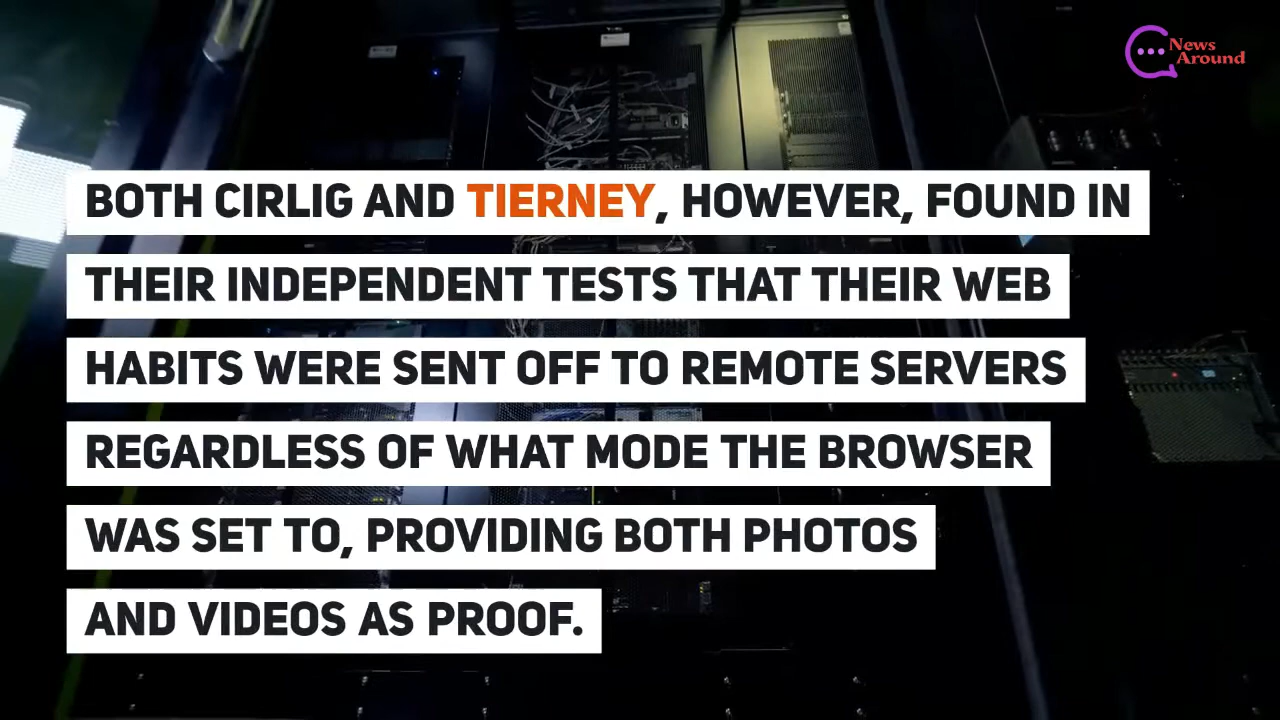 News
Around
BOTH CIRLIG AND TIERNEY, HOWEVER, FOUND IN
THEIR INDEPENDENT TESTS THAT THEIR WEB
HABITS WERE SENT OFF TO REMOTE SERVERS
REGARDLESS OF WHAT MODE THE BROWSER
WAS SET TO, PROVIDING BOTH PHOTOS
AND VIDEOS AS PROOF.